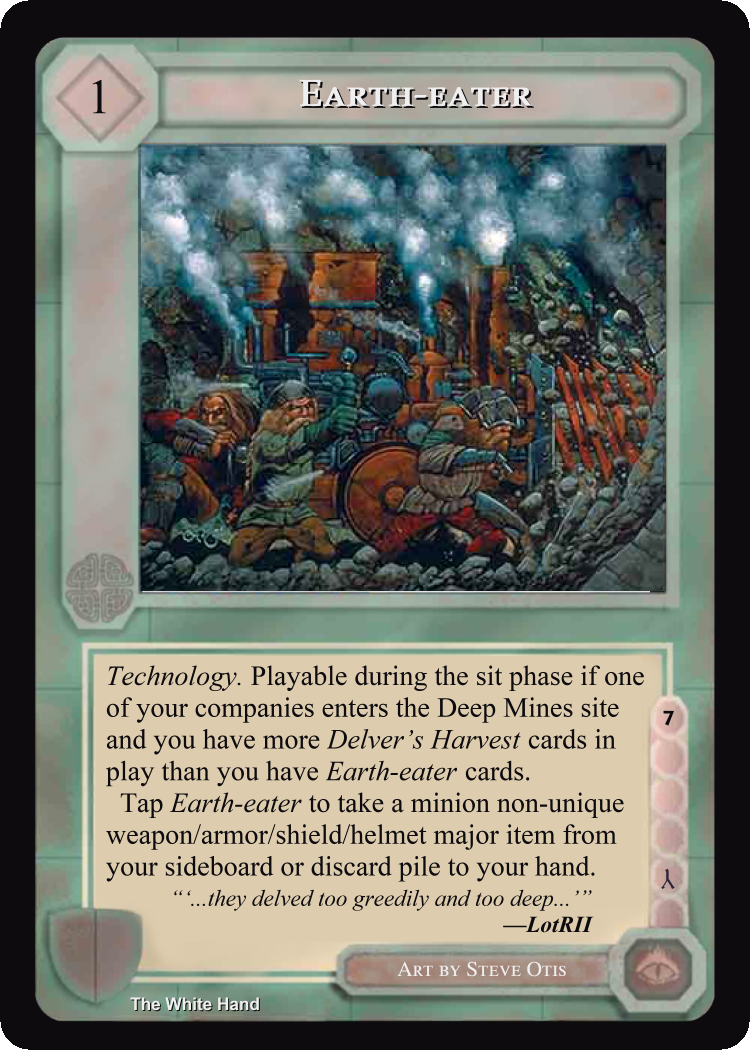 1
Earth-eater
Technology. Playable during the sit phase if one
of your companies enters the Deep Mines site
and you have more Delver’s Harvest cards in
play than you have Earth-eater cards.
Tap Earth-eater to take a minion non-unique
weapon/armor/shield/helmet major item from
your sideboard or discard pile to your hand.
“‘...they delved too greedily and too deep...’”
—LotRII
7
Art by Steve Otis
The White Hand